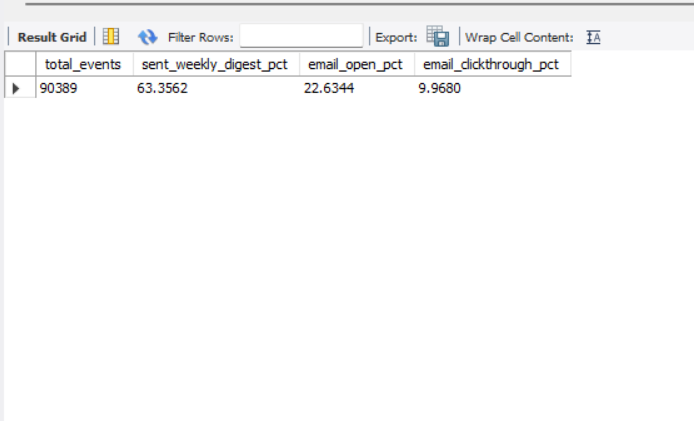 Result Grid Filter Rows: Export: Wrap Cell Content:
total_events sent_weekly_digest_pct email_open_pct email_clickthrough_pct
90389 63.3562 22.6344 9.9680